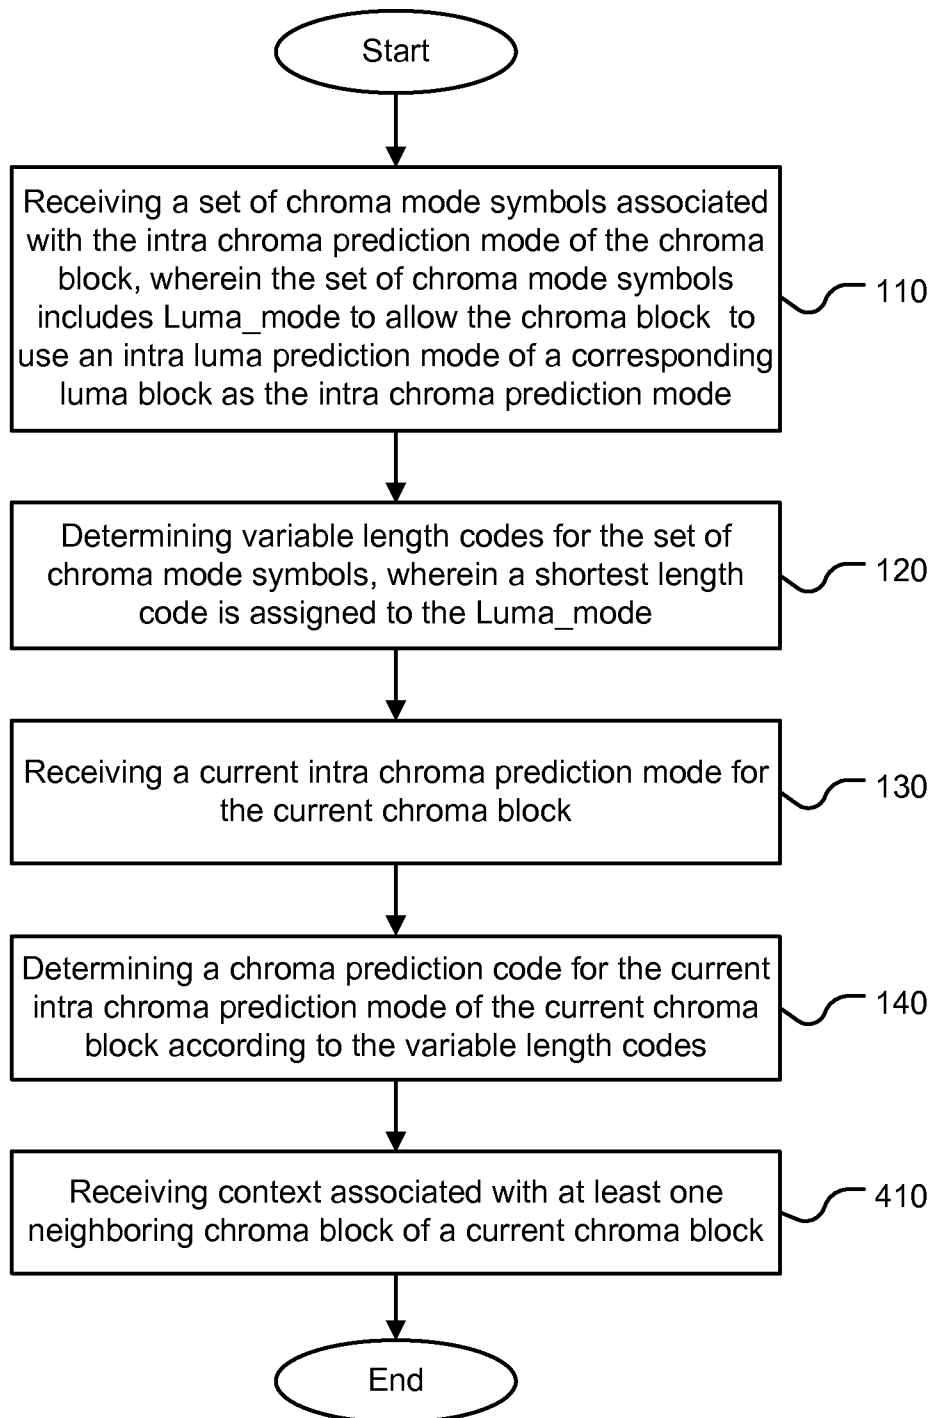 Start
Receiving a set of chroma mode symbols associated
with the intra chroma prediction mode of the chroma
block, wherein the set of chroma mode symbols
includes Luma_mode to allow the chroma block to
use an intra luma prediction mode of a corresponding
luma block as the intra chroma prediction mode
110
Determining variable length codes for the set of
chroma mode symbols, wherein a shortest length
code is assigned to the Luma_mode
120
Receiving a current intra chroma prediction mode for
the current chroma block
130
Determining a chroma prediction code for the current
intra chroma prediction mode of the current chroma
block according to the variable length codes
140
Receiving context associated with at least one
neighboring chroma block of a current chroma block
410
End